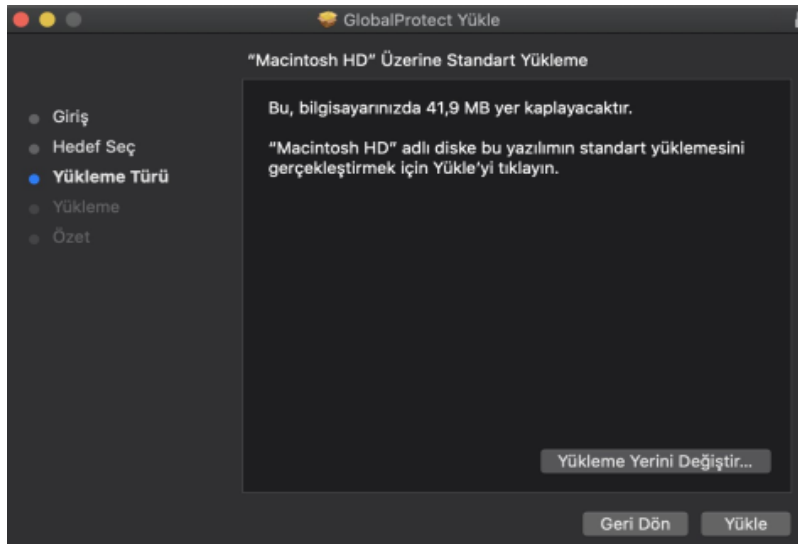 GlobalProtect Yükle
“Macintosh HD” Üzerine Standart Yükleme
Giriş
Hedef Seç
Yükleme Türü
Yükleme
Özet
Bu, bilgisayarınızda 41,9 MB yer kaplayacaktır.
“Macintosh HD” adlı diske bu yazılımın standart yüklemesini
gerçekleştirmek için Yükle’yi tıklayın.
Yükleme Yerini Değiştir...
Geri Dön
Yükle